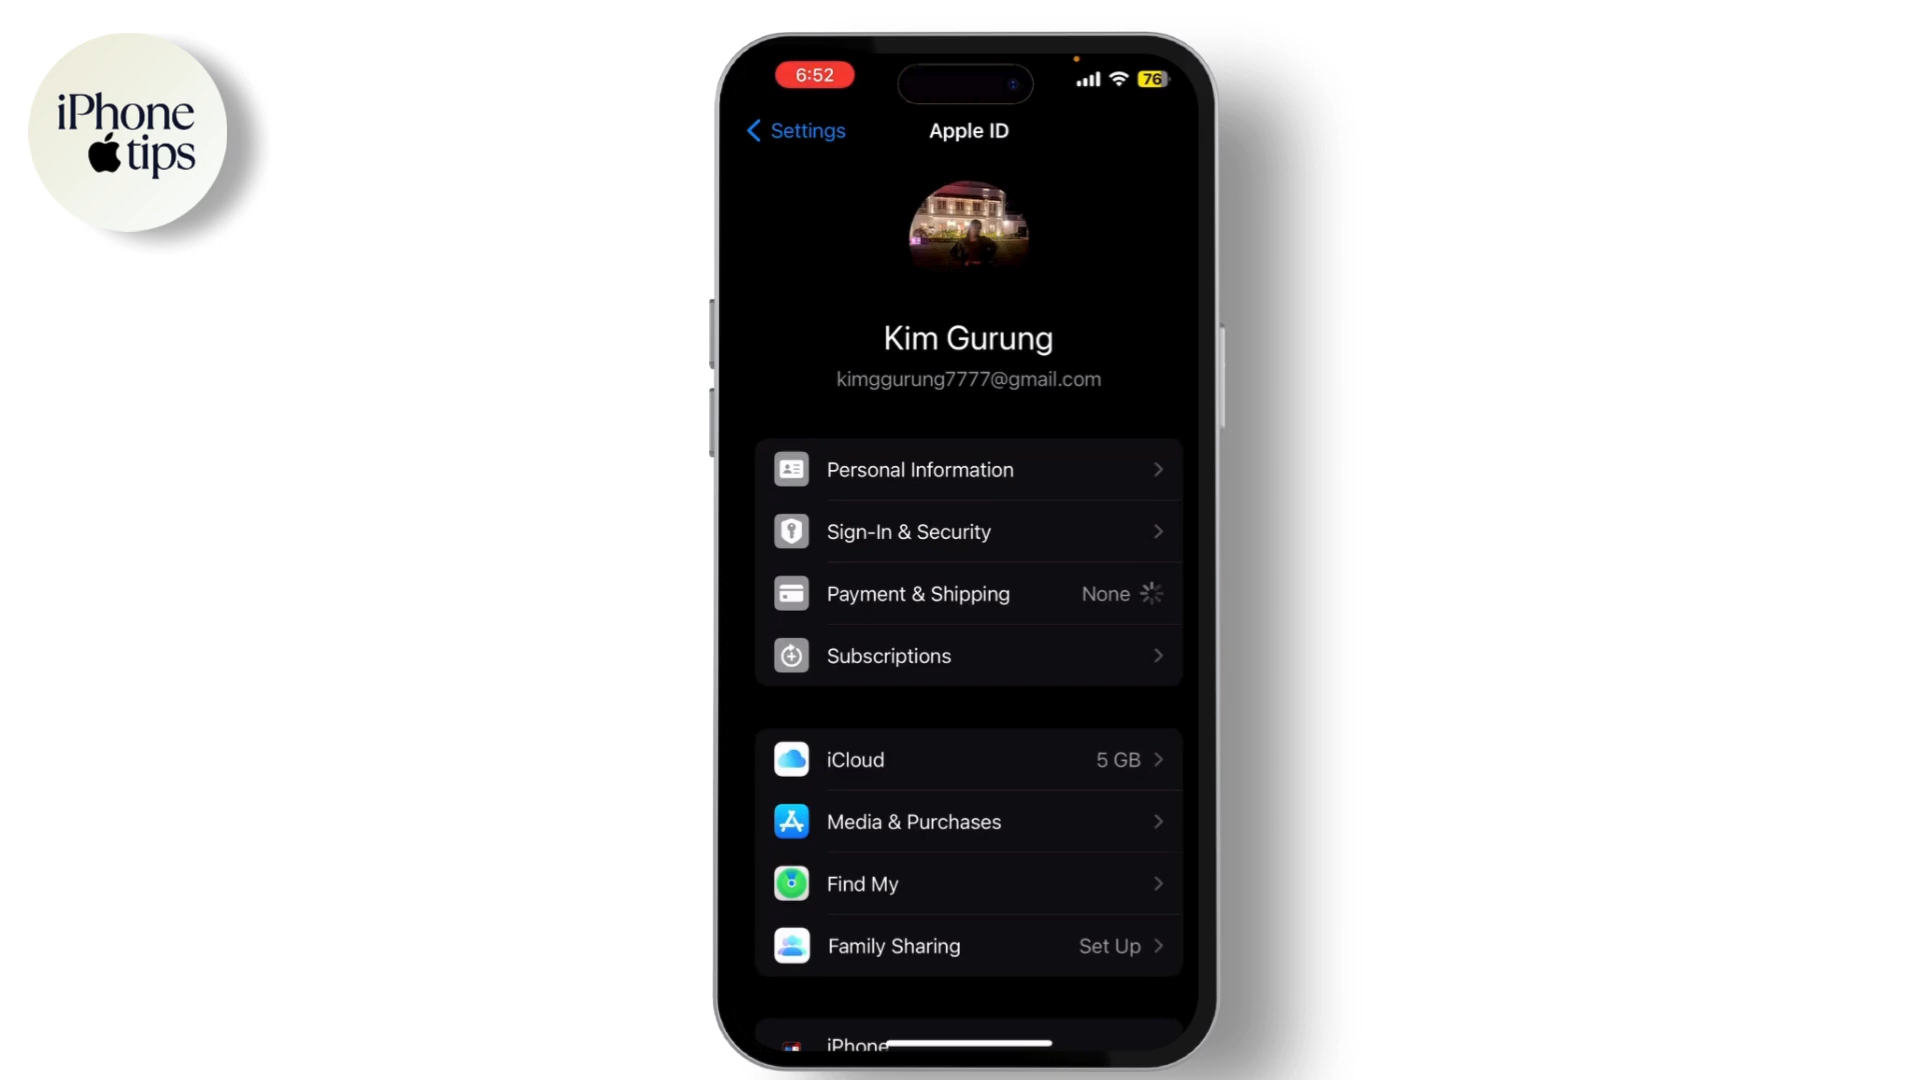 iPhone
tips
6:52
76
Settings
Apple ID
Kim Gurung
kimggurung7777@gmail.com
Personal Information
Sign-In & Security
Payment & Shipping None
Subscriptions
iCloud 5 GB
Media & Purchases
Find My
Family Sharing Set Up
iPhone